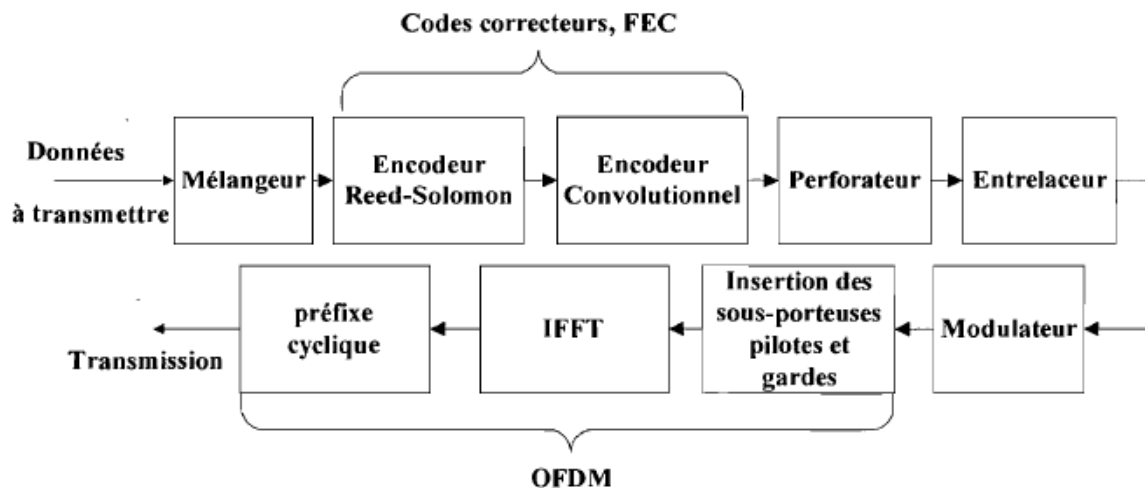 Codes correcteurs, FEC
Données
à transmettre
Mélangeur
Encodeur
Reed-Solomon
Encodeur
Convolutionnel
Perforateur
Entrelaceur
Modulateur
Insertion des
sous-porteuses
pilotes et
gardes
IFFT
préfixe
cyclique
Transmission
OFDM